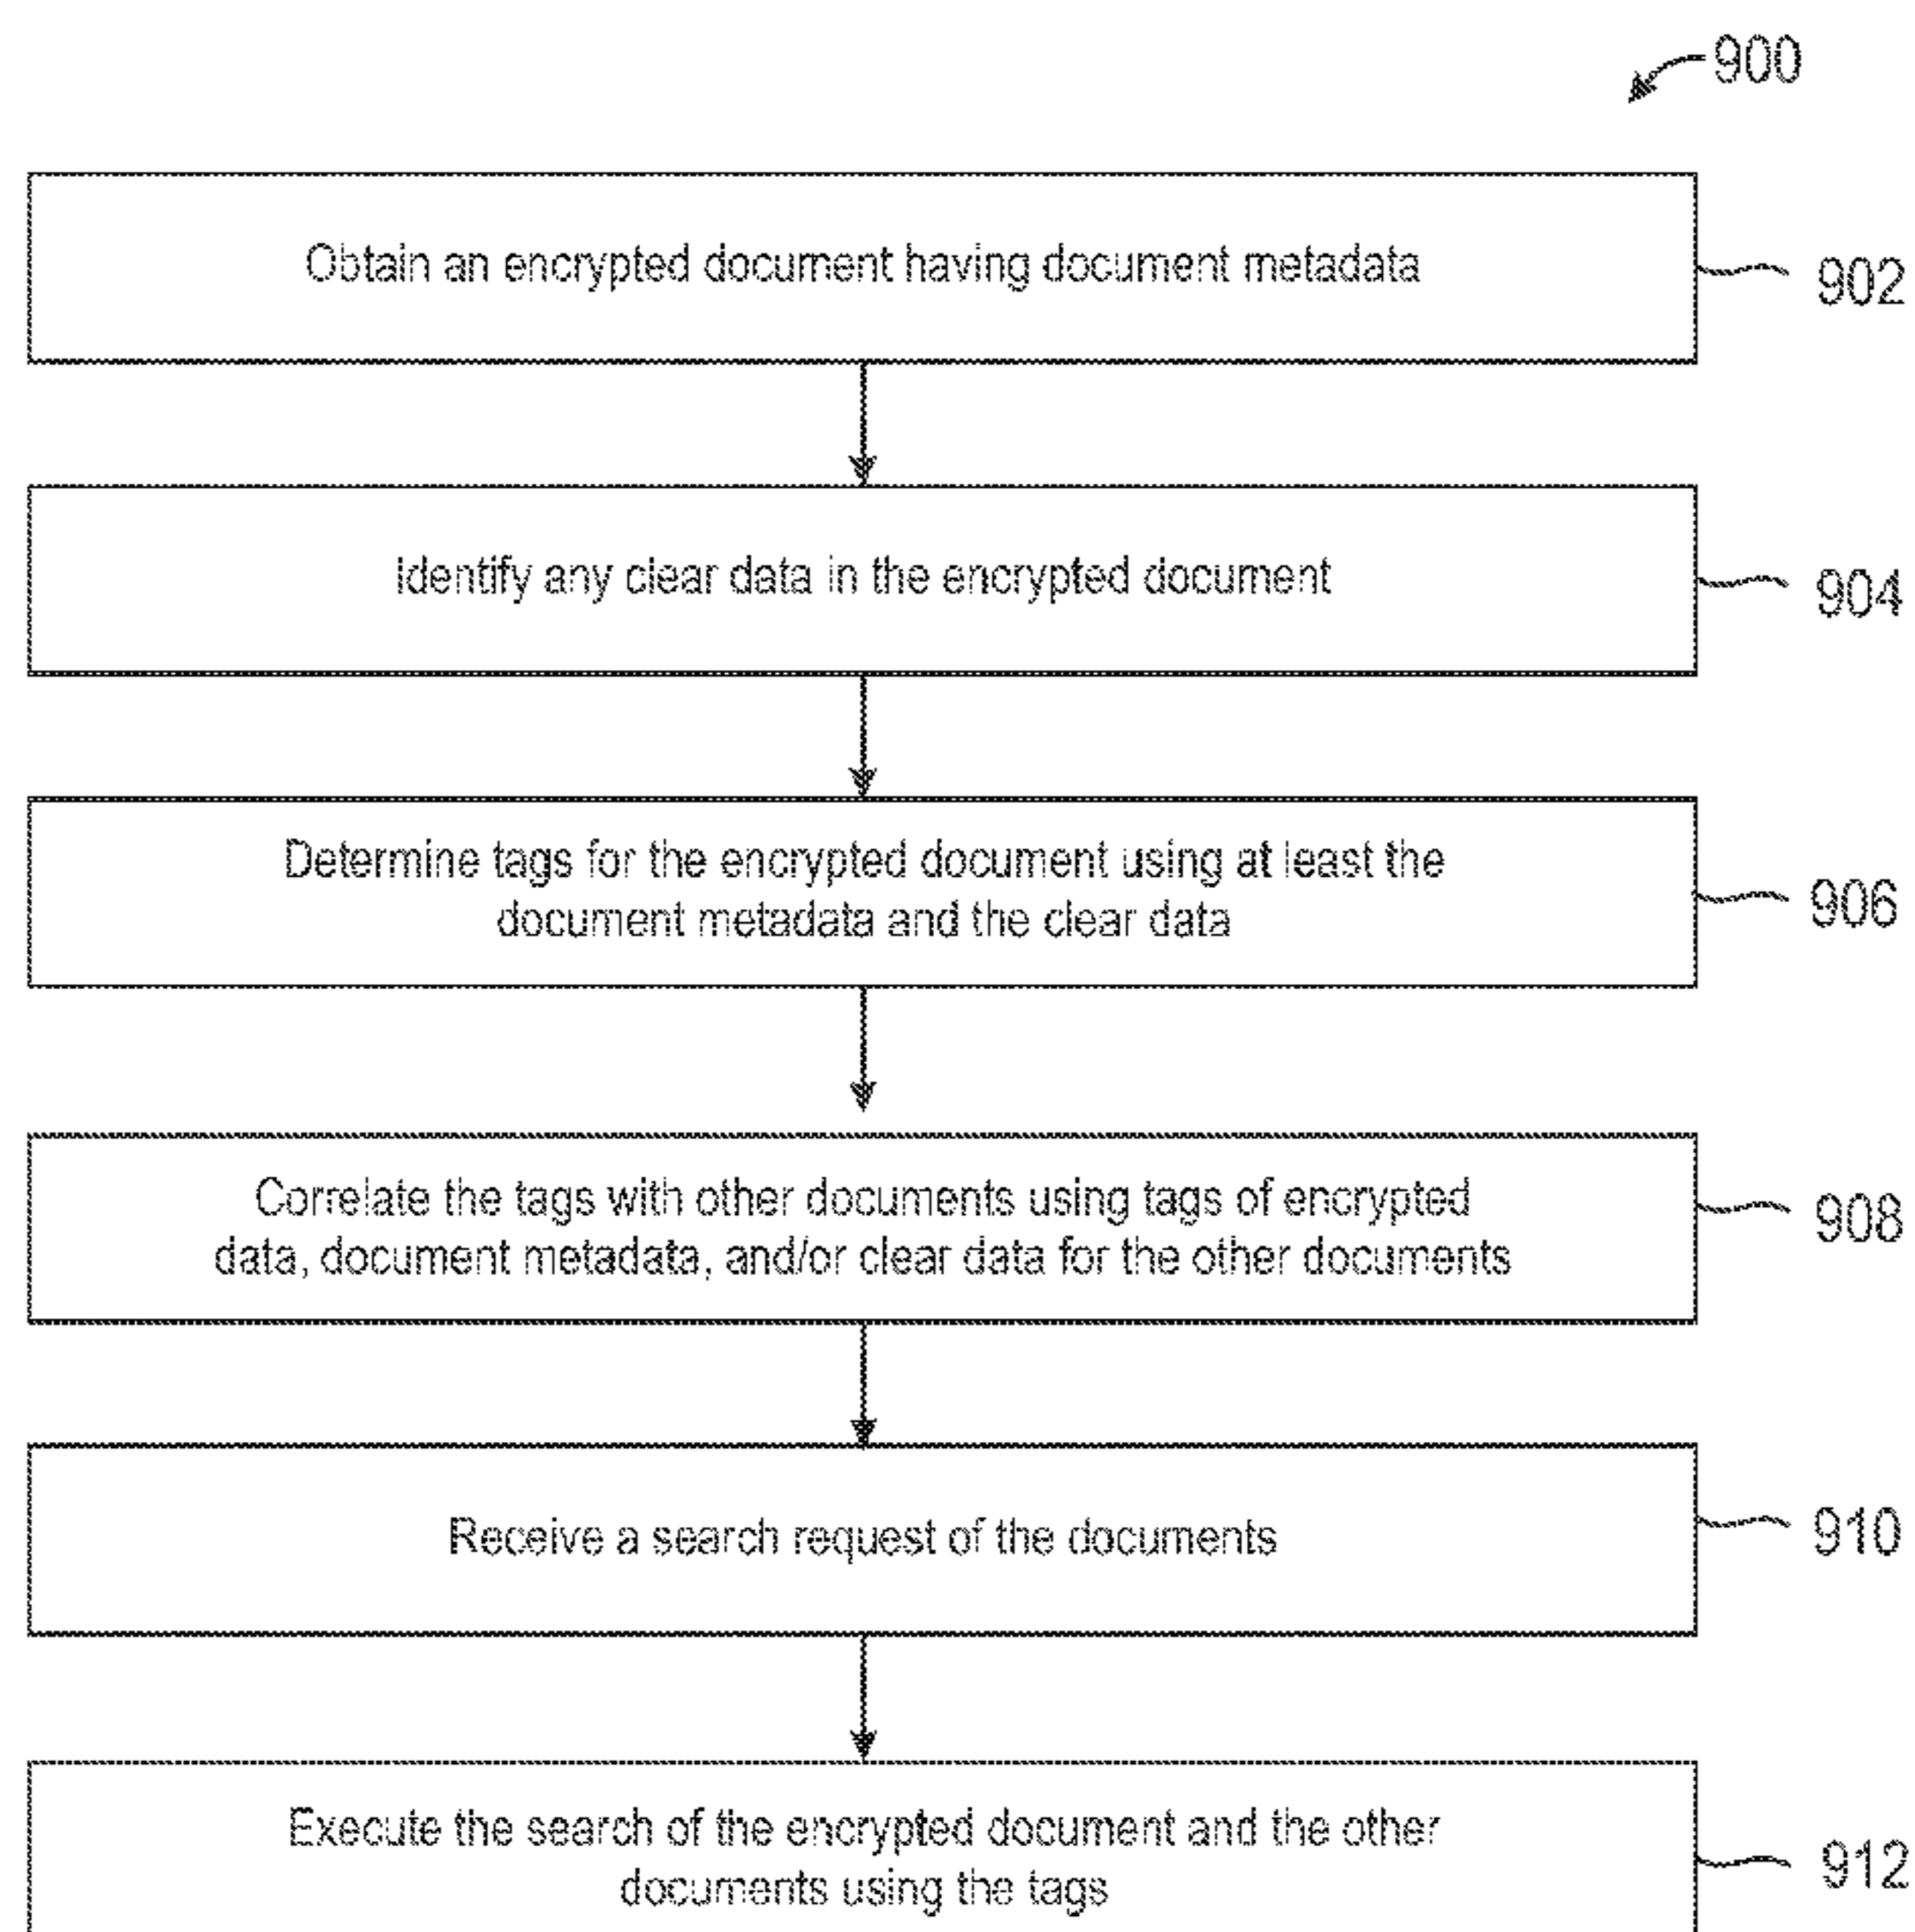 900
Obtain an encrypted document having document metadata
902
Identify any clear data in the encrypted document
904
Determine tags for the encrypted document using at least the
document metadata and the clear data
906
Correlate the tags with other documents using tags of encrypted
data, document metadata, and/or clear data for the other documents
908
Receive a search request of the documents
910
Execute the search of the encrypted document and the other
documents using the tags
912